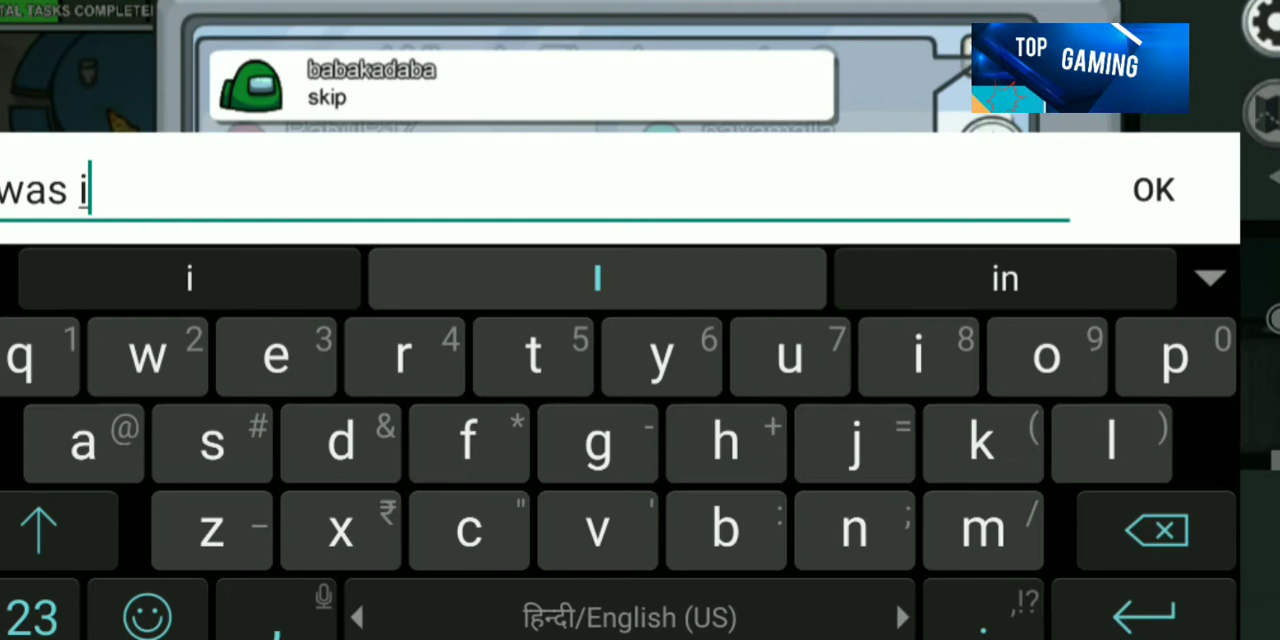 TAL TASKS COMPLETE
babakadaba
skip
TOP GAMING
was i
OK
i I in
q 1 w 2 e 3 r 4 t 5 y 6 u 7 i 8 o 9 p 0
a @ s # d & f * g - h + j = k ( l )
z _ x ₹ c " v ' b : n ; m /
23 , हिन्दी/English (US) . ,!?